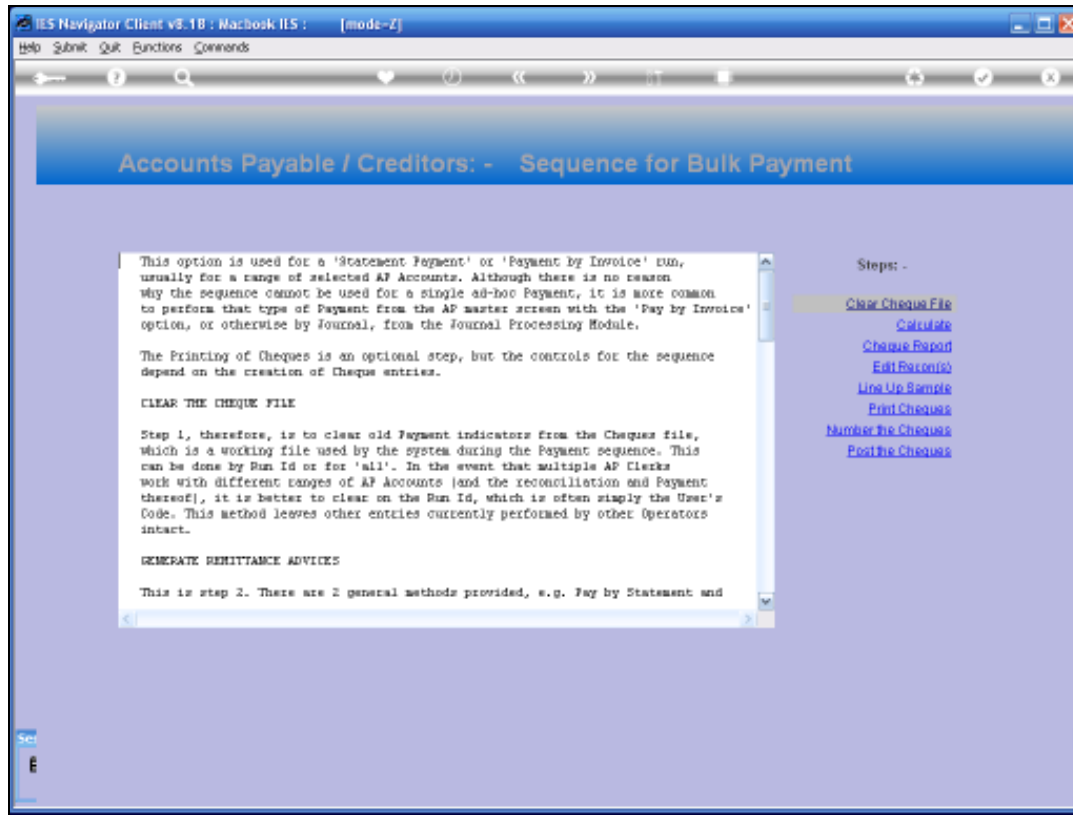 IES Navigator Client v8.18 : Macbook IES : [mode-Z]
Help Submit Quit Functions Commands
Accounts Payable / Creditors: - Sequence for Bulk Payment
This option is used for a 'Statement Payment' or 'Payment by Invoice' run,
usually for a range of selected AP Accounts. Although there is no reason
why the sequence cannot be used for a single ad-hoc Payment, it is more common
to perform that type of Payment from the AP master screen with the 'Pay by Invoice'
option, or otherwise by Journal, from the Journal Processing Module.
The Printing of Cheques is an optional step, but the controls for the sequence
depend on the creation of Cheque entries.
CLEAR THE CHEQUE FILE
Step 1, therefore, is to clear old Payment indicators from the Cheques file,
which is a working file used by the system during the Payment sequence. This
can be done by Run Id or for 'all'. In the event that multiple AP Clerks
work with different ranges of AP Accounts (and the reconciliation and Payment
thereof), it is better to clear on the Run Id, which is often simply the User's
Code. This method leaves other entries currently performed by other Operators
intact.
GENERATE REMITTANCE ADVICES
This is step 2. There are 2 general methods provided, e.g. Pay by Statement and
Steps: -
Clear Cheque File
Calculate
Cheque Report
Edit Recon(s)
Line Up Sample
Print Cheques
Number the Cheques
Post the Cheques
Ser